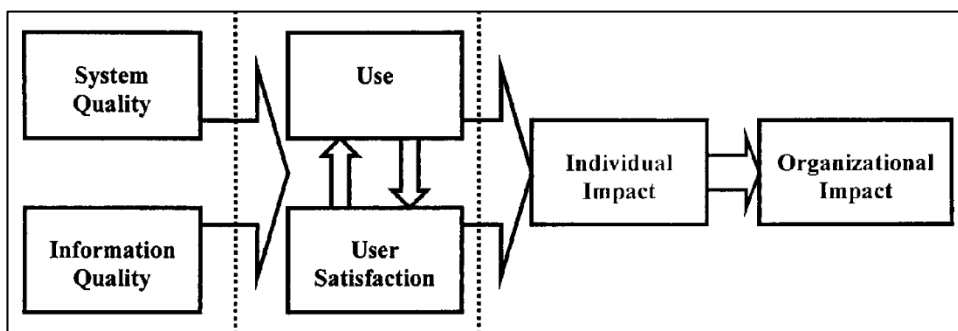 System
Quality
Use
Individual
Impact
Organizational
Impact
Information
Quality
User
Satisfaction